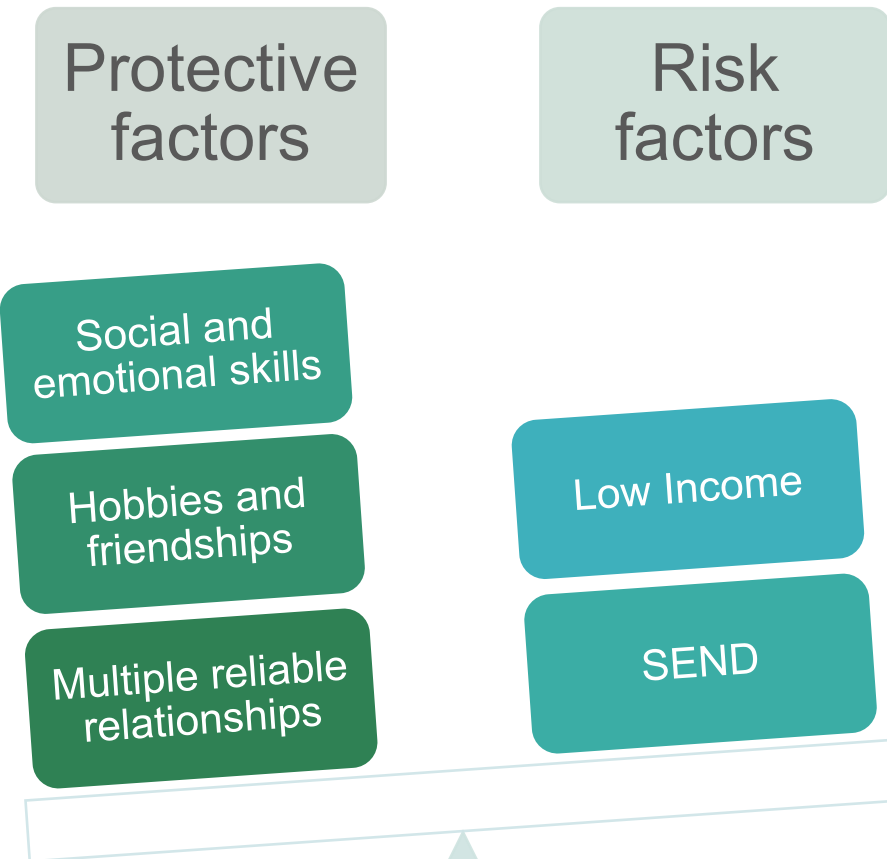 Protective
factors
Risk
factors
Social and
emotional skills
Hobbies and
friendships
Multiple reliable
relationships
Low Income
SEND